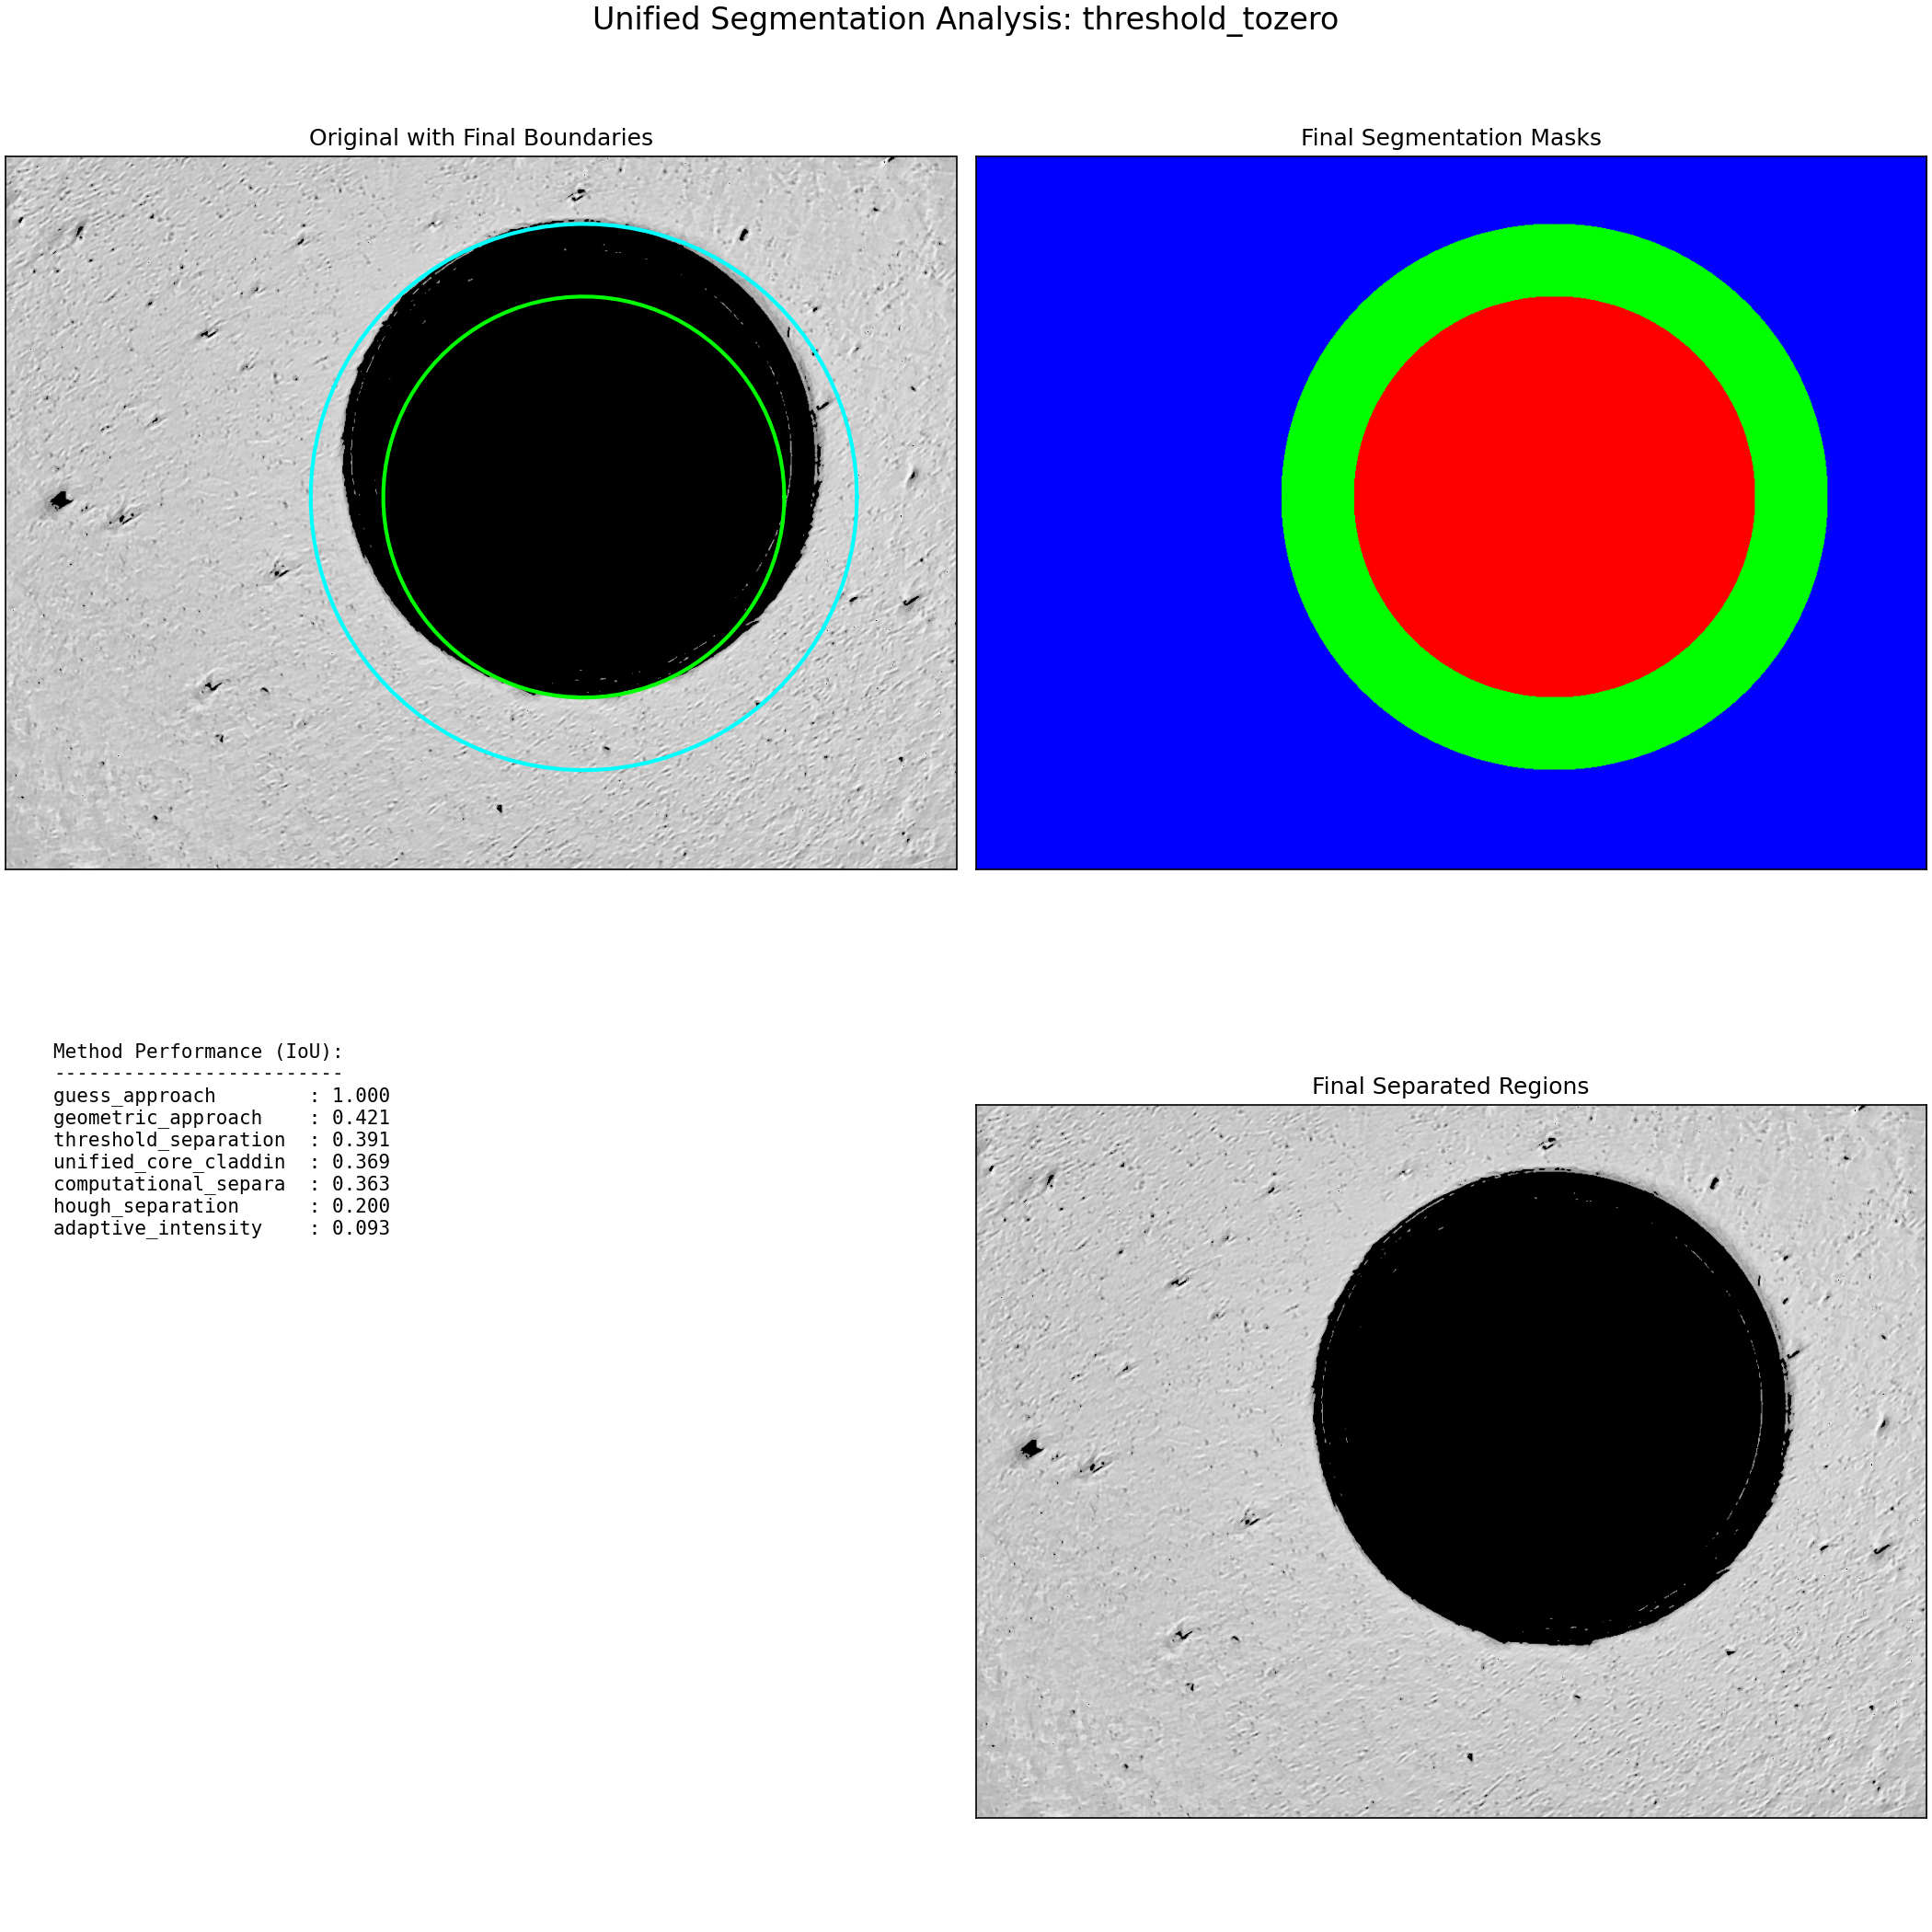 Unified Segmentation Analysis: threshold_tozero
Original with Final Boundaries
Final Segmentation Masks
Method Performance (IoU):
-------------------------
guess_approach        : 1.000
geometric_approach    : 0.421
threshold_separation  : 0.391
unified_core_claddin  : 0.369
computational_separa  : 0.363
hough_separation      : 0.200
adaptive_intensity    : 0.093
Final Separated Regions